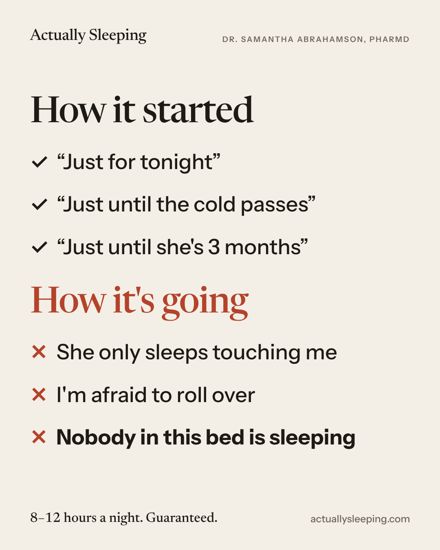 Actually Sleeping
DR. SAMANTHA ABRAHAMSON, PHARMD
How it started
✓ “Just for tonight”
✓ “Just until the cold passes”
✓ “Just until she's 3 months”
How it's going
✕ She only sleeps touching me
✕ I'm afraid to roll over
✕ Nobody in this bed is sleeping
8–12 hours a night. Guaranteed.
actuallysleeping.com